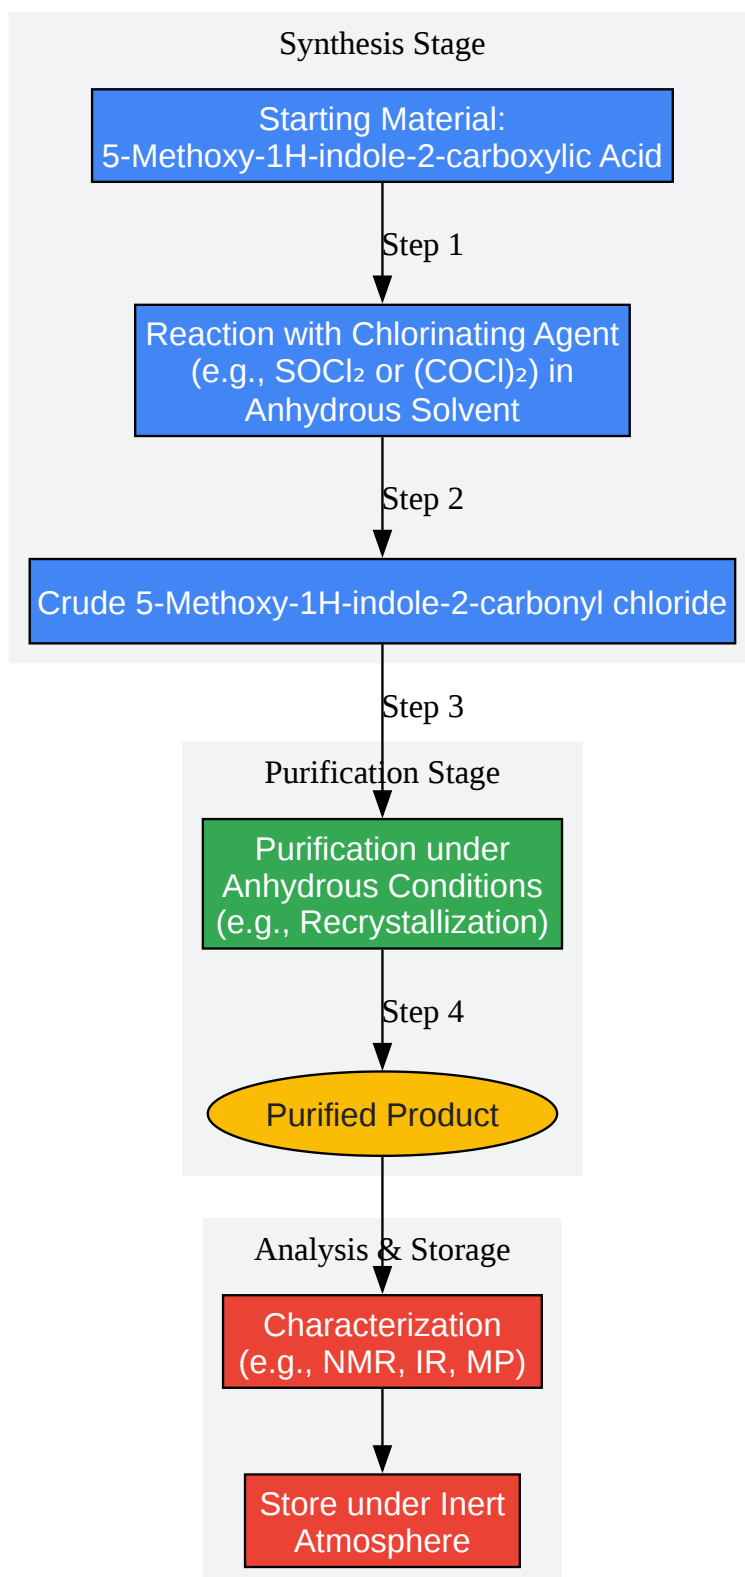 Synthesis Stage
Starting Material:
5-Methoxy-1H-indole-2-carboxylic Acid
Step 1
Reaction with Chlorinating Agent
(e.g., SOCl₂ or (COCl)₂) in
Anhydrous Solvent
Step 2
Crude 5-Methoxy-1H-indole-2-carbonyl chloride
Step 3
Purification Stage
Purification under
Anhydrous Conditions
(e.g., Recrystallization)
Step 4
Purified Product
Analysis & Storage
Characterization
(e.g., NMR, IR, MP)
Store under Inert
Atmosphere